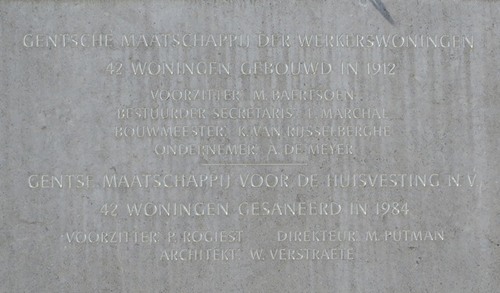 GENTSCHE MAATSCHAPPIJ DER WERKERSWONINGEN
42 WONINGEN GEBOUWD IN 1912
VOORZITTER M. BAERTSOEN
BESTUURDER SECRETARIS T. MARCHAL
BOUWMEESTER K. VAN RIJSSELBERGHE
ONDERNEMER A. DE MEYER
GENTSE MAATSCHAPPIJ VOOR DE HUISVESTING N.V.
42 WONINGEN GESANEERD IN 1984
VOORZITTER P. ROGIEST DIREKTEUR M. PUTMAN
ARCHITEKT W. VERSTRAETE